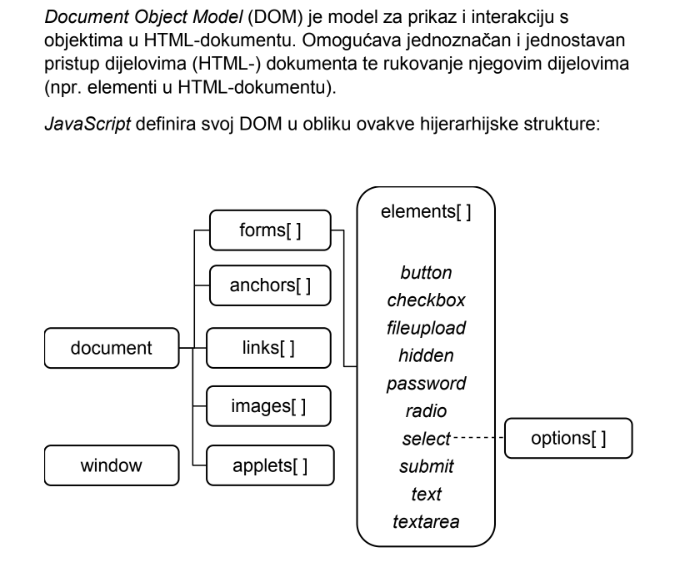 Document Object Model (DOM) je model za prikaz i interakciju s
objektima u HTML-dokumentu. Omogućava jednoznačan i jednostavan
pristup dijelovima (HTML-) dokumenta te rukovanje njegovim dijelovima
(npr. elementi u HTML-dokumentu).
JavaScript definira svoj DOM u obliku ovakve hijerarhijske strukture:
document
window
forms[ ]
anchors[ ]
links[ ]
images[ ]
applets[ ]
elements[ ]
button
checkbox
fileupload
hidden
password
radio
select
submit
text
textarea
options[ ]